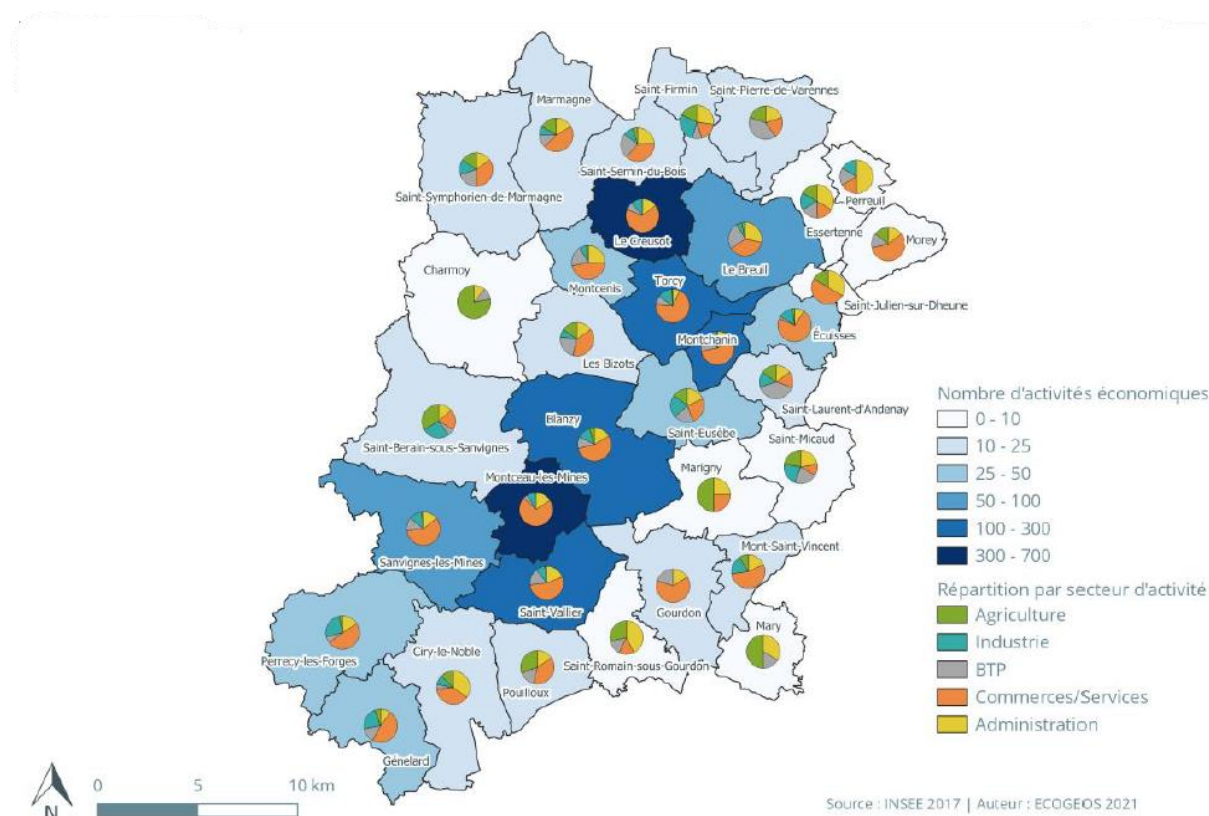 Saint-Firmin
Saint-Pierre-de-Varennes
Marmagne
Saint-Sernin-du-Bois
Saint-Symphorien-de-Marmagne
Perreuil
Essertenne
Morey
Le Creusot
Le Breuil
Charmoy
Montcenis
Torcy
Saint-Julien-sur-Dheune
Écuisses
Montchanin
Les Bizots
Saint-Laurent-d'Andenay
Blanzy
Saint-Eusèbe
Saint-Berain-sous-Sanvignes
Saint-Micaud
Marigny
Montceau-les-Mines
Mont-Saint-Vincent
Sanvignes-les-Mines
Saint-Vallier
Gourdon
Mary
Ciry-le-Noble
Perrecy-les-Forges
Saint-Romain-sous-Gourdon
Pouilloux
Génelard
Nombre d'activités économiques
0 - 10
10 - 25
25 - 50
50 - 100
100 - 300
300 - 700
Répartition par secteur d'activité
Agriculture
Industrie
BTP
Commerces/Services
Administration
N
0 5 10 km
Source : INSEE 2017 | Auteur : ECOGEOS 2021